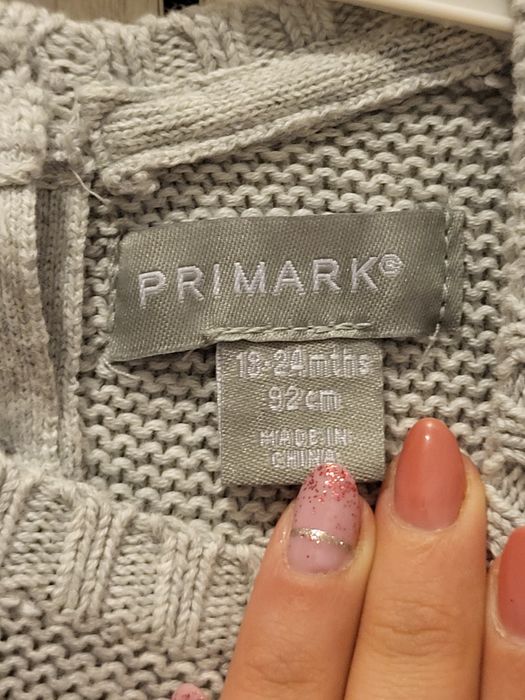 PRIMARK®
18-24mths
92cm
MADE IN
CHINA